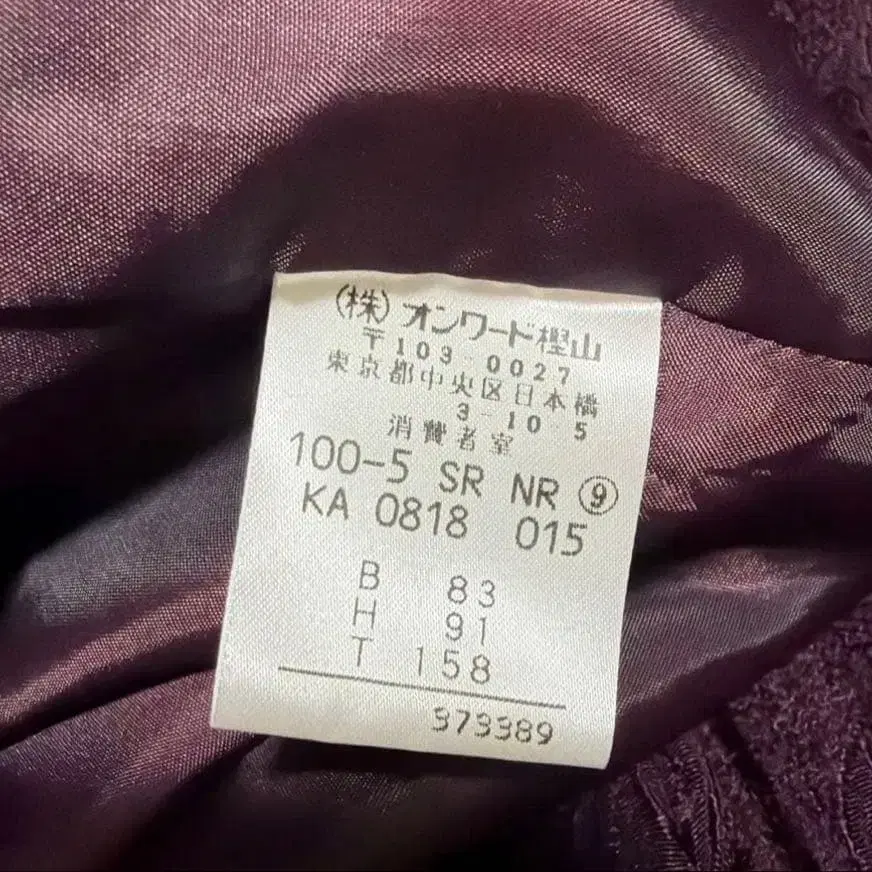 (株) オンワード樫山
〒103-0027
東京都中央区日本橋
3-10-5
消費者室
100-5 SR NR ⑨
KA 0818 015
B 83
H 91
T 158
373389